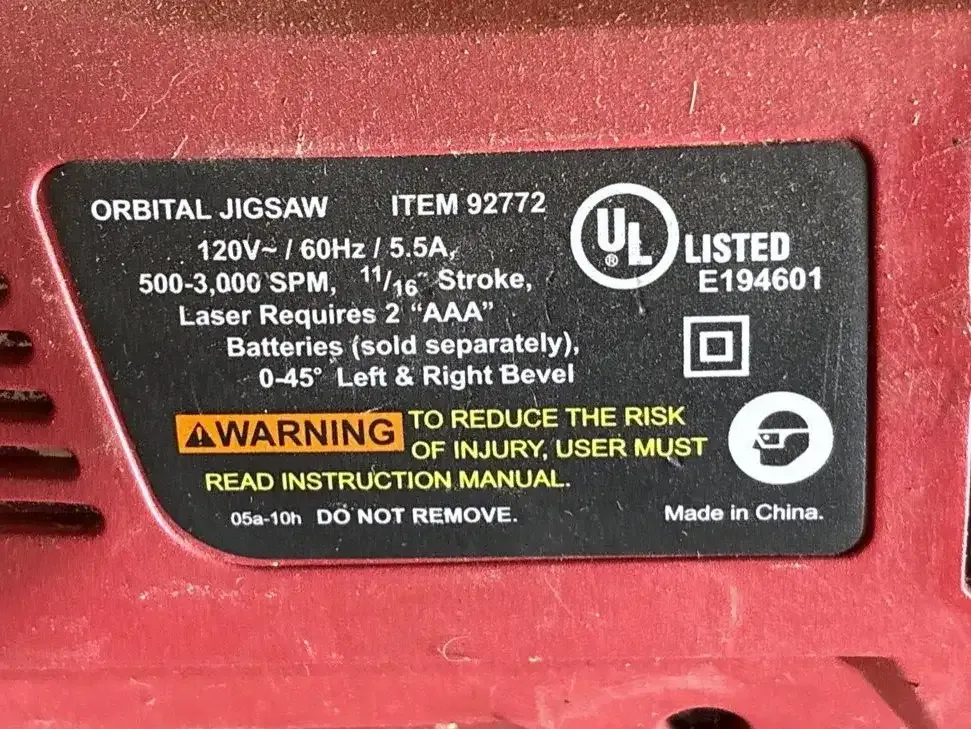 ORBITAL JIGSAW ITEM 92772
120V~ / 60Hz / 5.5A,
500-3,000 SPM, 11/16" Stroke,
Laser Requires 2 “AAA”
Batteries (sold separately),
0-45° Left & Right Bevel
UL ® LISTED
E194601
WARNING TO REDUCE THE RISK
OF INJURY, USER MUST
READ INSTRUCTION MANUAL.
05a-10h DO NOT REMOVE.
Made in China.